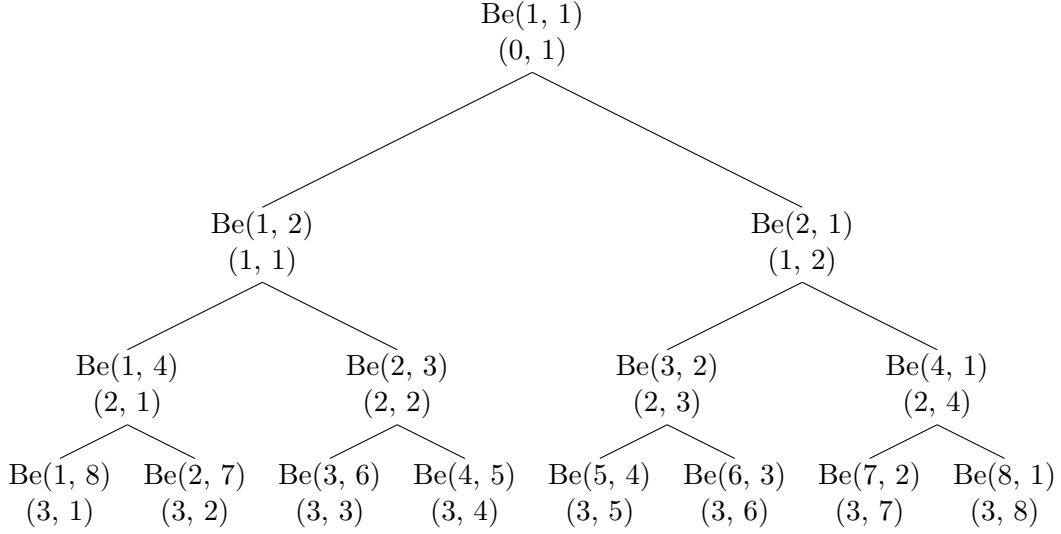 Be(1, 1)
(0, 1)
Be(1, 2)
(1, 1)
Be(2, 1)
(1, 2)
Be(1, 4)
(2, 1)
Be(2, 3)
(2, 2)
Be(3, 2)
(2, 3)
Be(4, 1)
(2, 4)
Be(1, 8)
(3, 1)
Be(2, 7)
(3, 2)
Be(3, 6)
(3, 3)
Be(4, 5)
(3, 4)
Be(5, 4)
(3, 5)
Be(6, 3)
(3, 6)
Be(7, 2)
(3, 7)
Be(8, 1)
(3, 8)